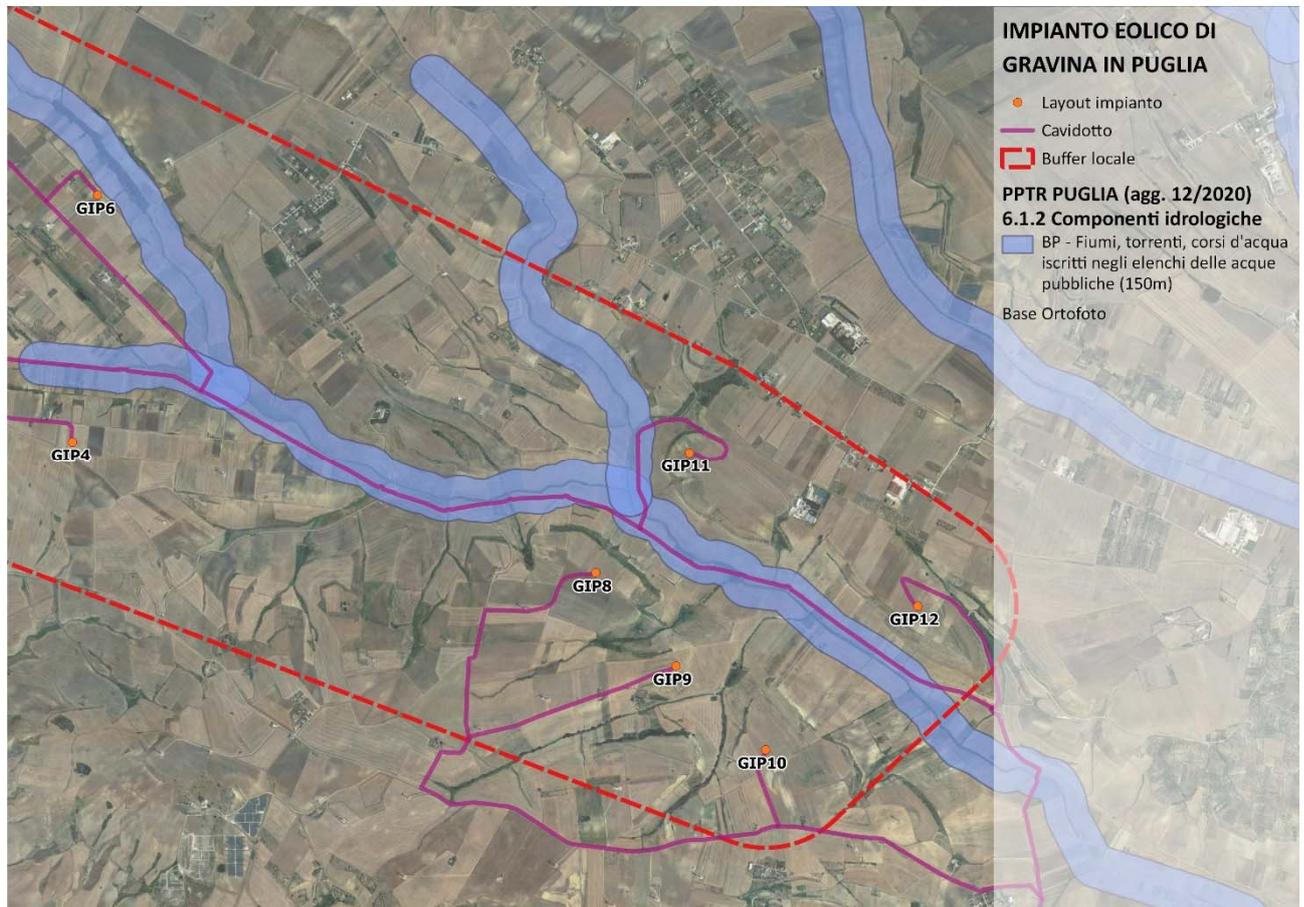 IMPIANTO EOLICO DI
GRAVINA IN PUGLIA
Layout impianto
Cavidotto
Buffer locale
PPTR PUGLIA (agg. 12/2020)
6.1.2 Componenti idrologiche
BP - Fiumi, torrenti, corsi d'acqua
iscritti negli elenchi delle acque
pubbliche (150m)
Base Ortofoto
GIP6
GIP4
GIP11
GIP8
GIP12
GIP9
GIP10